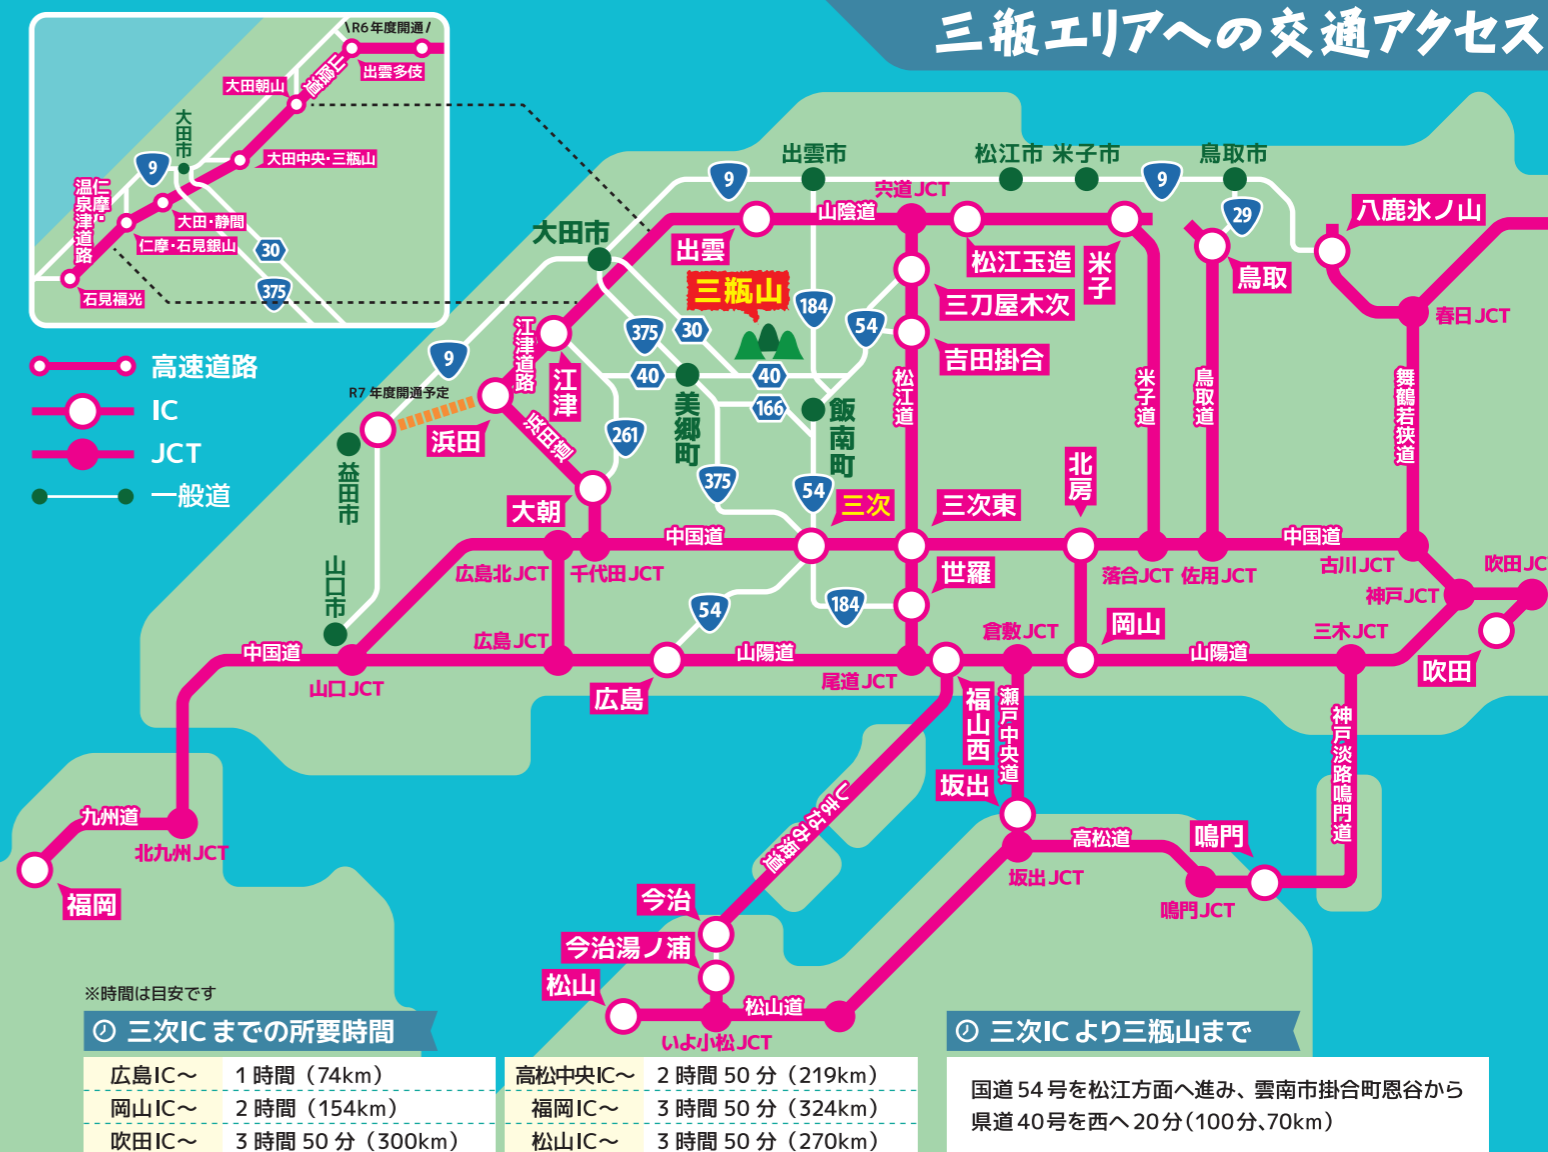 三瓶エリアへの交通アクセス
\R6年度開通/
出雲多伎
大田朝山
出雲道
大田市
9
大田中央・三瓶山
仁摩・温泉津道路
大田・静間
仁摩・石見銀山
30
375
石見福光
高速道路
IC
JCT
一般道
出雲市
松江市
米子市
鳥取市
9
9
29
宍道JCT
山陰道
出雲
松江玉造
米子
鳥取
八鹿氷ノ山
春日JCT
大田市
三瓶山
三刀屋木次
吉田掛合
184
54
375
30
40
40
166
江津道路
江津
9
R7年度開通予定
浜田
浜田道
美郷町
飯南町
松江道
米子道
鳥取道
舞鶴若狭道
益田市
261
375
54
大朝
三次
三次東
北房
中国道
中国道
広島北JCT
千代田JCT
落合JCT
佐用JCT
古川JCT
吹田JC
神戸JCT
山口市
世羅
54
184
広島JCT
倉敷JCT
岡山
三木JCT
中国道
山陽道
山陽道
山口JCT
尾道JCT
吹田
広島
福山西
瀬戸中央道
神戸淡路鳴門道
坂出
しまなみ海道
九州道
北九州JCT
福岡
高松道
鳴門
坂出JCT
鳴門JCT
今治
今治湯ノ浦
松山
松山道
いよ小松JCT
※時間は目安です
三次ICまでの所要時間
広島IC〜 1時間（74km）
岡山IC〜 2時間（154km）
吹田IC〜 3時間50分（300km）
高松中央IC〜 2時間50分（219km）
福岡IC〜 3時間50分（324km）
松山IC〜 3時間50分（270km）
三次ICより三瓶山まで
国道54号を松江方面へ進み、雲南市掛合町恩谷から
県道40号を西へ20分(100分、70km)